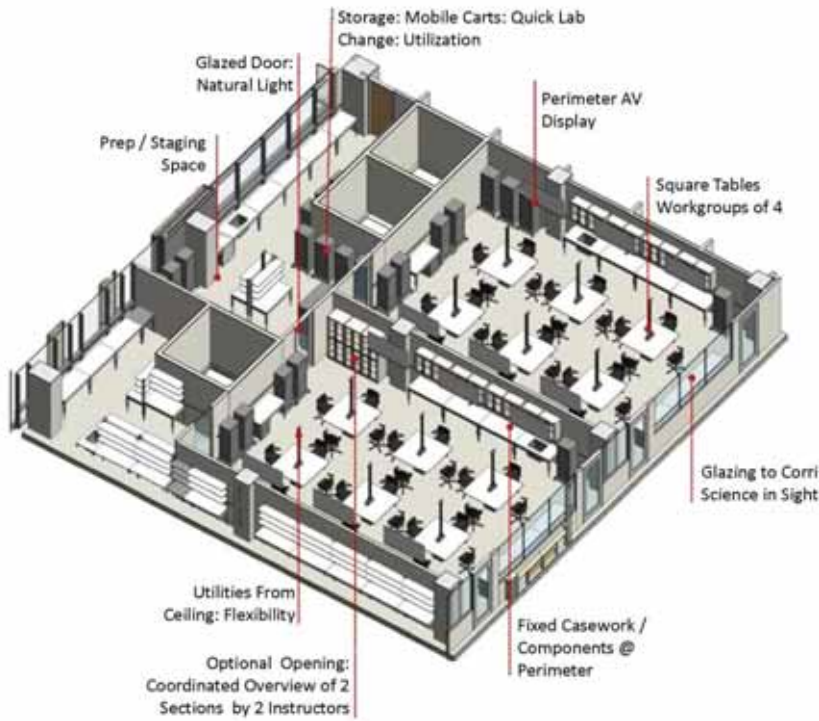 Storage: Mobile Carts: Quick Lab
Change: Utilization
Glazed Door:
Natural Light
Perimeter AV
Display
Prep / Staging
Space
Square Tables
Workgroups of 4
Glazing to Corri
Science in Sight
Utilities From
Ceiling: Flexibility
Fixed Casework /
Components @
Perimeter
Optional Opening:
Coordinated Overview of 2
Sections by 2 Instructors